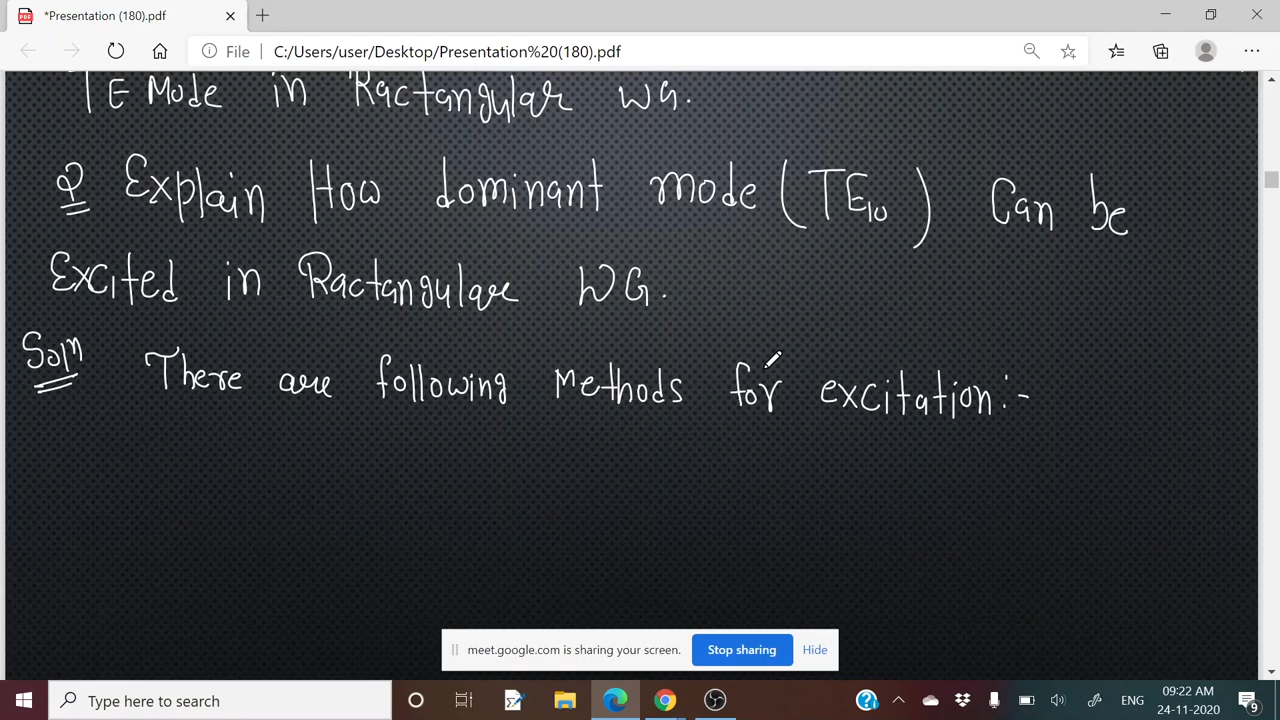 *Presentation (180).pdf
File
C:/Users/user/Desktop/Presentation%20(180).pdf
TE Mode in Ractangular WG.
Q Explain How dominant mode (TE10) Can be
Excited in Ractangular WG.
Soln There are following Methods for excitation:-
meet.google.com is sharing your screen. Stop sharing Hide
Type here to search
ENG
09:22 AM
24-11-2020
9